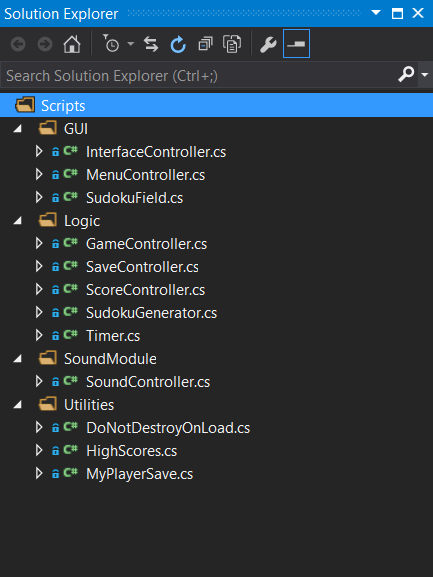 Solution Explorer
Search Solution Explorer (Ctrl+;)
Scripts
GUI
C# InterfaceController.cs
C# MenuController.cs
C# SudokuField.cs
Logic
C# GameController.cs
C# SaveController.cs
C# ScoreController.cs
C# SudokuGenerator.cs
C# Timer.cs
SoundModule
C# SoundController.cs
Utilities
C# DoNotDestroyOnLoad.cs
C# HighScores.cs
C# MyPlayerSave.cs